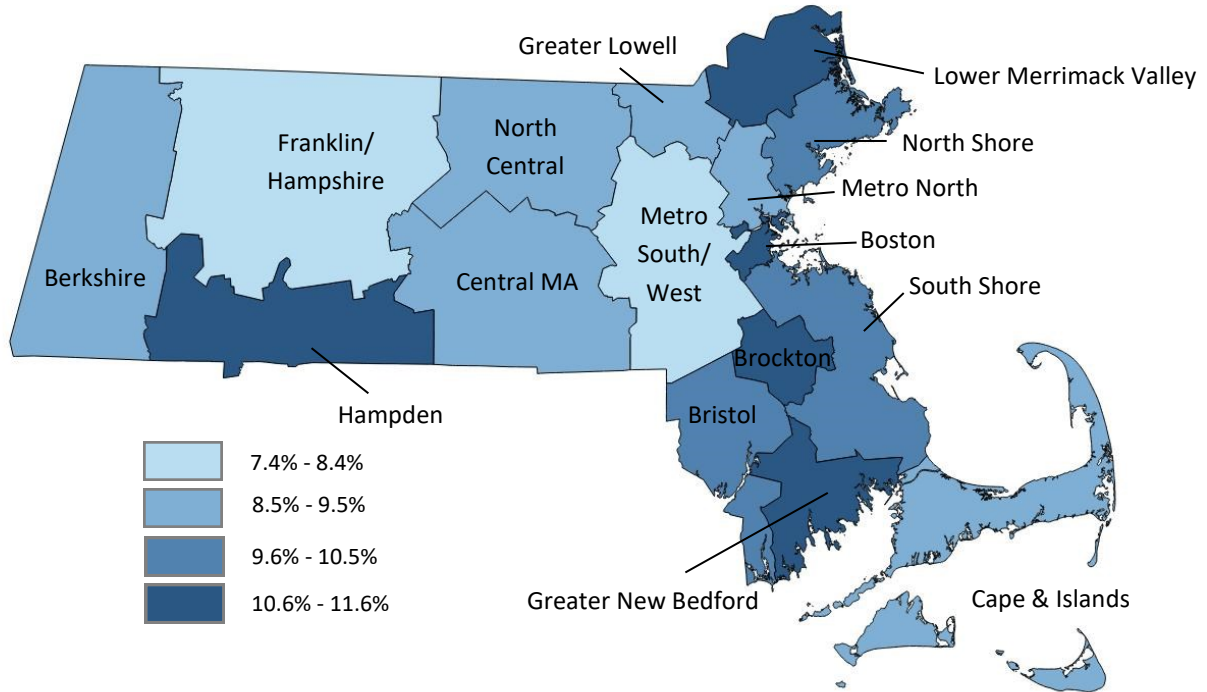 Greater Lowell
Lower Merrimack Valley
Franklin/
Hampshire
North
Central
North Shore
Metro North
Metro
South/
West
Boston
Berkshire
Central MA
South Shore
Brockton
Hampden
Bristol
7.4% - 8.4%
8.5% - 9.5%
9.6% - 10.5%
10.6% - 11.6%
Greater New Bedford
Cape & Islands